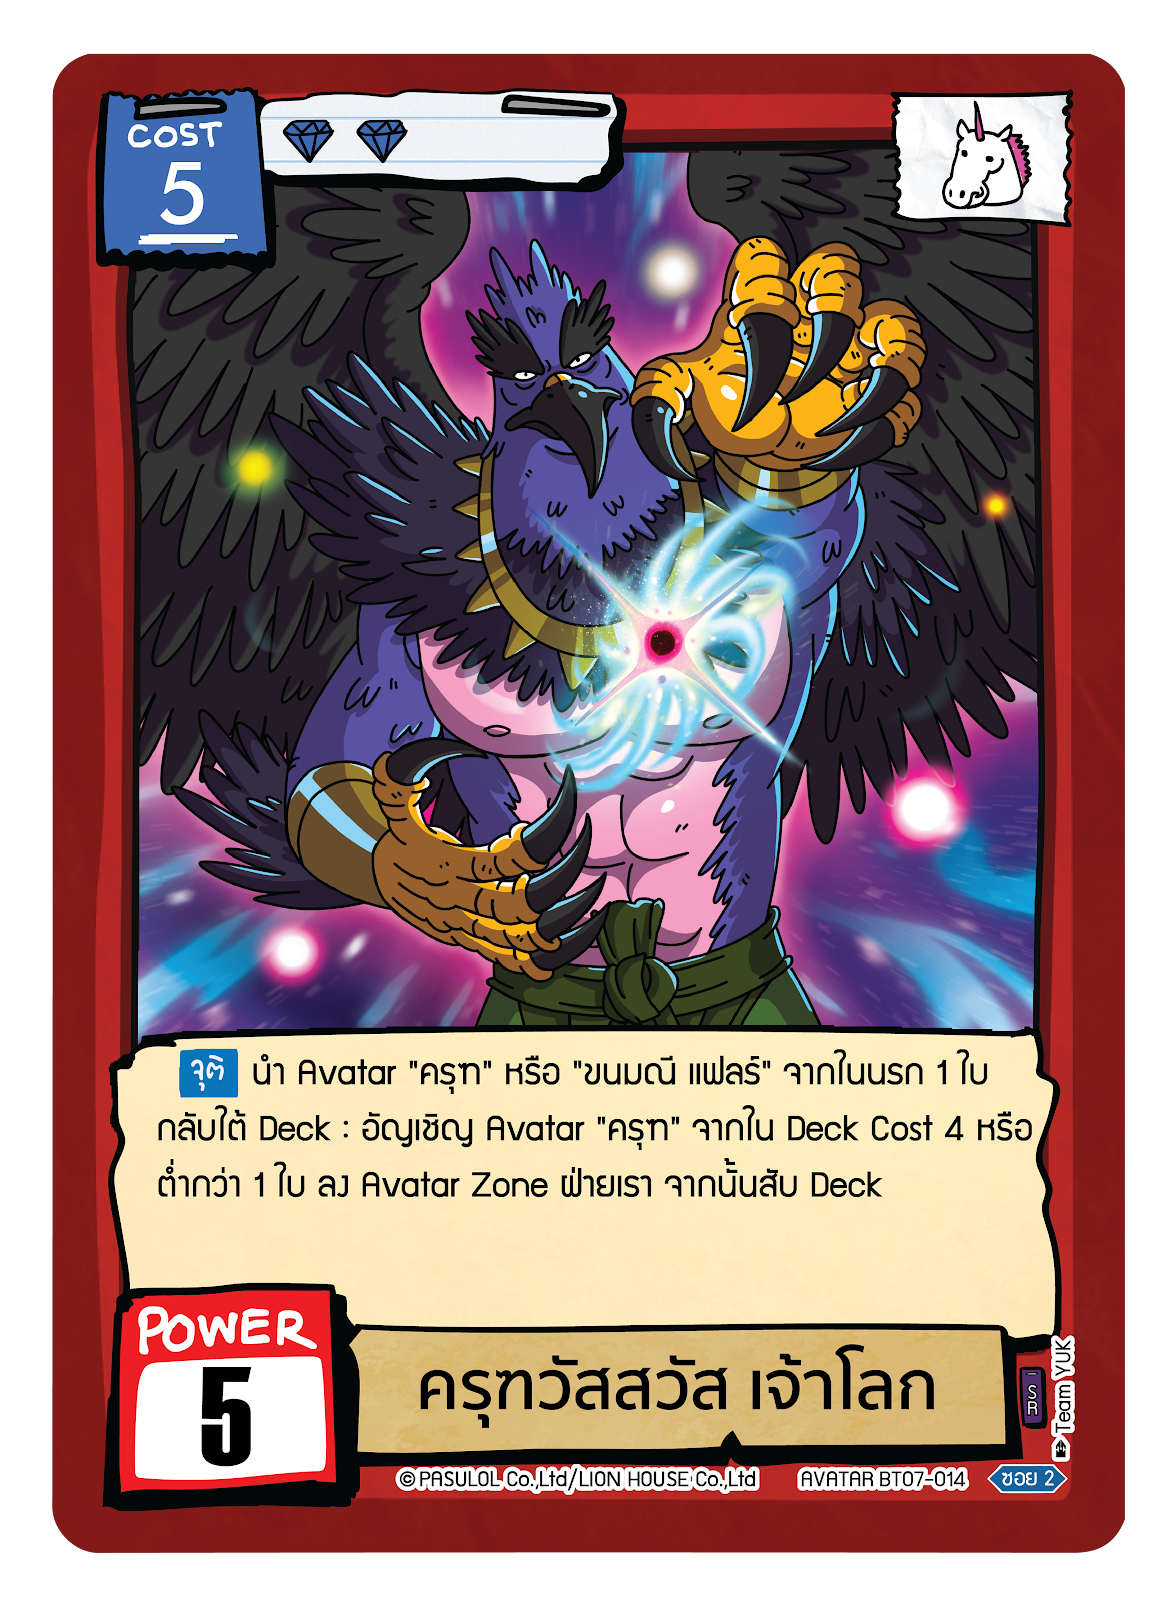 COST
5
จุติ นำ Avatar "ครุฑ" หรือ "ขนมณี แฟลร์" จากในนรก 1 ใบ
กลับใต้ Deck : อัญเชิญ Avatar "ครุฑ" จากใน Deck Cost 4 หรือ
ต่ำกว่า 1 ใบ ลง Avatar Zone ฝ่ายเรา จากนั้นสับ Deck
POWER
5
ครุฑวัสสวัส เจ้าโลก
SR
Team YUK
© PASULOL Co.,Ltd/LION HOUSE Co.,Ltd
AVATAR BT07-014
ซอย 2